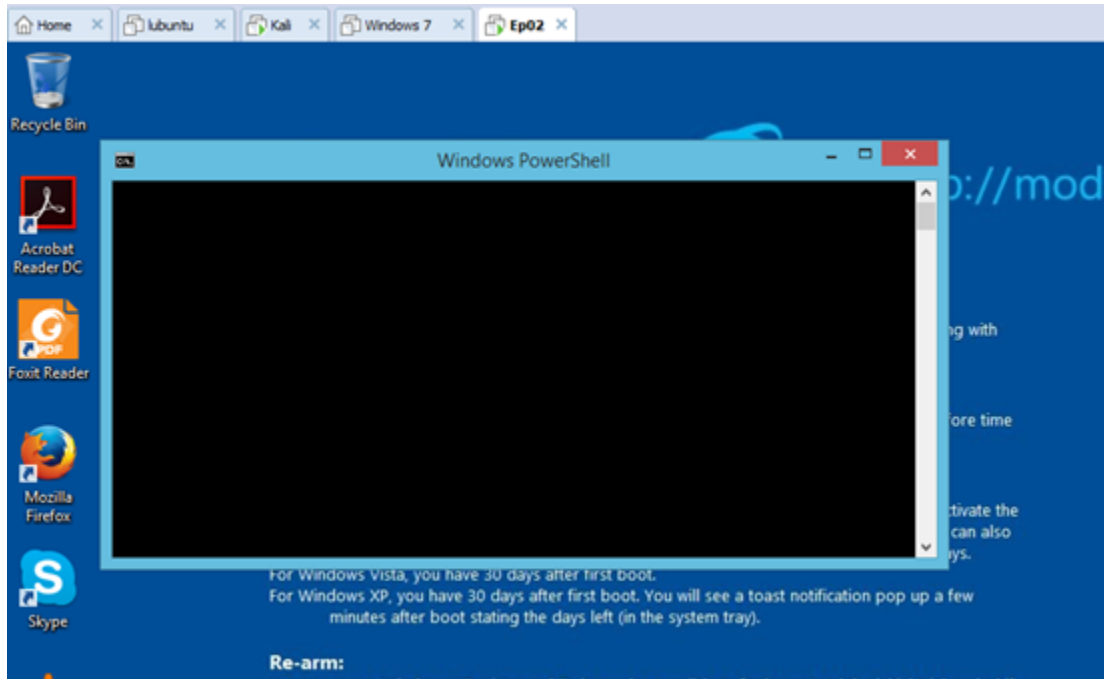 Home lubuntu Kali Windows 7 Ep02
Recycle Bin
Windows PowerShell
p://mod
Acrobat
Reader DC
PDF
Foxit Reader
ng with
fore time
Mozilla
Firefox
tivate the
can also
ys.
For Windows Vista, you have 30 days after first boot.
For Windows XP, you have 30 days after first boot. You will see a toast notification pop up a few
minutes after boot stating the days left (in the system tray).
Skype
Re-arm: